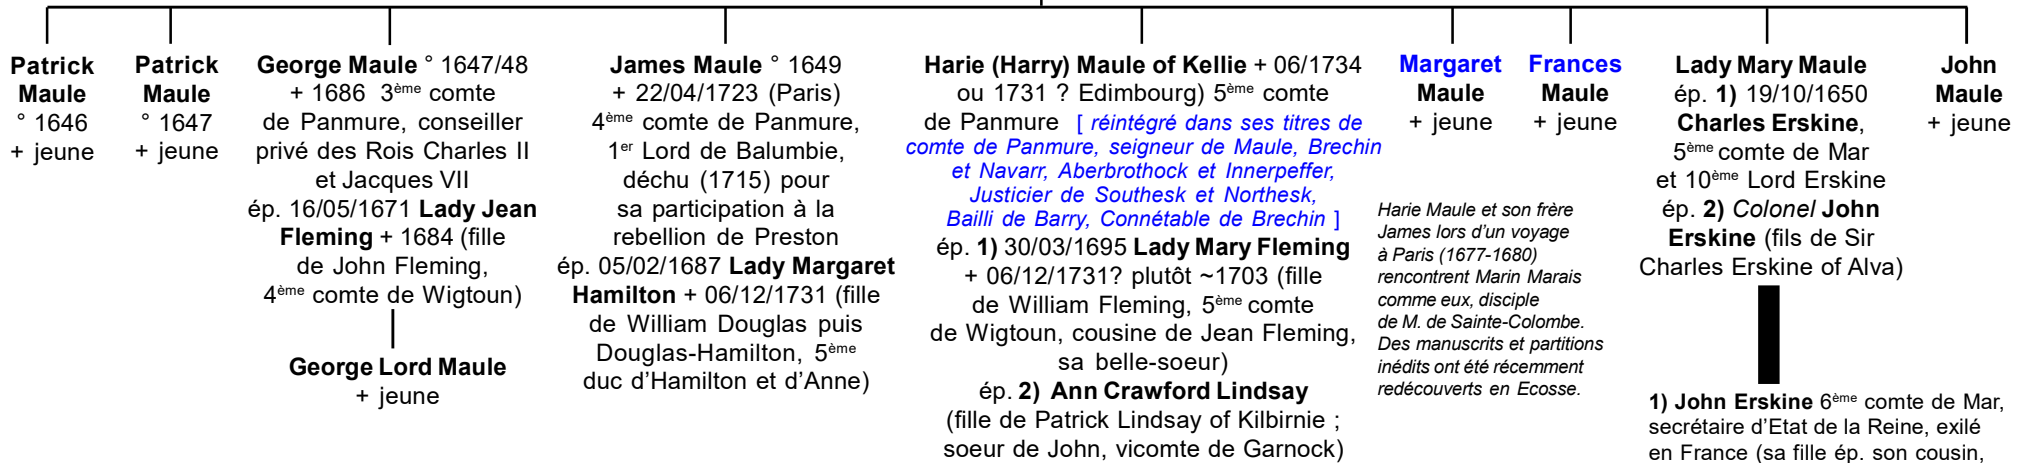 Patrick
Maule
° 1646
+ jeune
Patrick
Maule
° 1647
+ jeune
George Maule ° 1647/48
+ 1686 3ème comte
de Panmure, conseiller
privé des Rois Charles II
et Jacques VII
ép. 16/05/1671 Lady Jean
Fleming + 1684 (fille
de John Fleming,
4ème comte de Wigtoun)
George Lord Maule
+ jeune
James Maule ° 1649
+ 22/04/1723 (Paris)
4ème comte de Panmure,
1er Lord de Balumbie,
déchu (1715) pour
sa participation à la
rebellion de Preston
ép. 05/02/1687 Lady Margaret
Hamilton + 06/12/1731 (fille
de William Douglas puis
Douglas-Hamilton, 5ème
duc d'Hamilton et d'Anne)
Harie (Harry) Maule of Kellie + 06/1734
ou 1731 ? Edimbourg) 5ème comte
de Panmure [ réintégré dans ses titres de
comte de Panmure, seigneur de Maule, Brechin
et Navarr, Aberbrothock et Innerpeffer,
Justicier de Southesk et Northesk,
Bailli de Barry, Connétable de Brechin ]
ép. 1) 30/03/1695 Lady Mary Fleming
+ 06/12/1731? plutôt ~1703 (fille
de William Fleming, 5ème comte
de Wigtoun, cousine de Jean Fleming,
sa belle-soeur)
ép. 2) Ann Crawford Lindsay
(fille de Patrick Lindsay of Kilbirnie ;
soeur de John, vicomte de Garnock)
Margaret
Maule
+ jeune
Frances
Maule
+ jeune
Harie Maule et son frère
James lors d'un voyage
à Paris (1677-1680)
rencontrent Marin Marais
comme eux, disciple
de M. de Sainte-Colombe.
Des manuscrits et partitions
inédits ont été récemment
redécouverts en Ecosse.
Lady Mary Maule
ép. 1) 19/10/1650
Charles Erskine,
5ème comte de Mar
et 10ème Lord Erskine
ép. 2) Colonel John
Erskine (fils de Sir
Charles Erskine of Alva)
1) John Erskine 6ème comte de Mar,
secrétaire d'Etat de la Reine, exilé
en France (sa fille ép. son cousin,
John
Maule
+ jeune